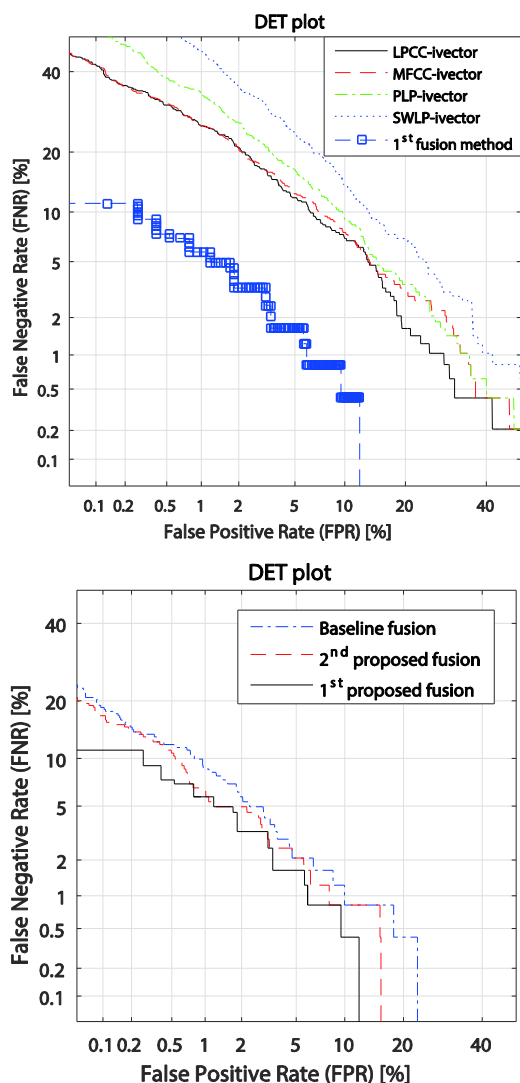 DET plot
LPCC-ivector
MFCC-ivector
PLP-ivector
SWLP-ivector
1st fusion method
False Negative Rate (FNR) [%]
40
20
10
5
2
1
0.5
0.2
0.1
0.1 0.2 0.5 1 2 5 10 20 40
False Positive Rate (FPR) [%]
DET plot
Baseline fusion
2nd proposed fusion
1st proposed fusion
False Negative Rate (FNR) [%]
40
20
10
5
2
1
0.5
0.2
0.1
0.1 0.2 0.5 1 2 5 10 20 40
False Positive Rate (FPR) [%]